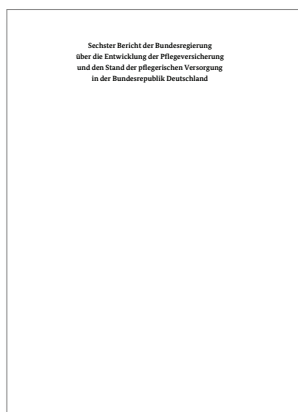 Sechster Bericht der Bundesregierung
über die Entwicklung der Pflegeversicherung
und den Stand der pflegerischen Versorgung
in der Bundesrepublik Deutschland